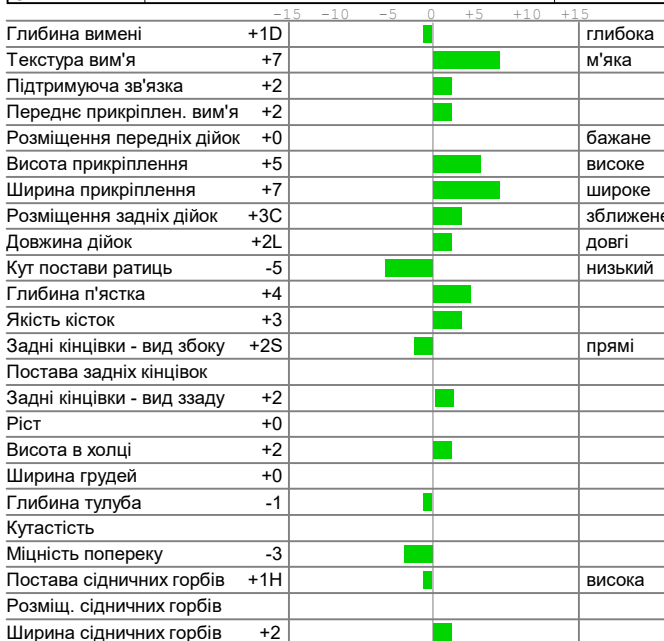 -15 -10 -5 0 +5 +10 +15
Глибина вимені +1D глибока
Текстура вим'я +7 м'яка
Підтримуюча зв'язка +2
Переднє прикріплен. вим'я +2
Розміщення передніх дійок +0 бажане
Висота прикріплення +5 високе
Ширина прикріплення +7 широке
Розміщення задніх дійок +3C зближене
Довжина дійок +2L довгі
Кут постави ратиць -5 низький
Глибина п'ястка +4
Якість кісток +3
Задні кінцівки - вид збоку +2S прямі
Постава задніх кінцівок
Задні кінцівки - вид ззаду +2
Ріст +0
Висота в холці +2
Ширина грудей +0
Глибина тулуба -1
Кутастість
Міцність попереку -3
Постава сідничних горбів +1H висока
Розміщ. сідничних горбів
Ширина сідничних горбів +2